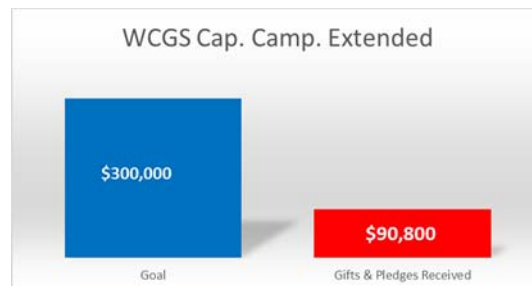 WCGS Cap. Camp. Extended
$300,000
$90,800
Goal
Gifts & Pledges Received